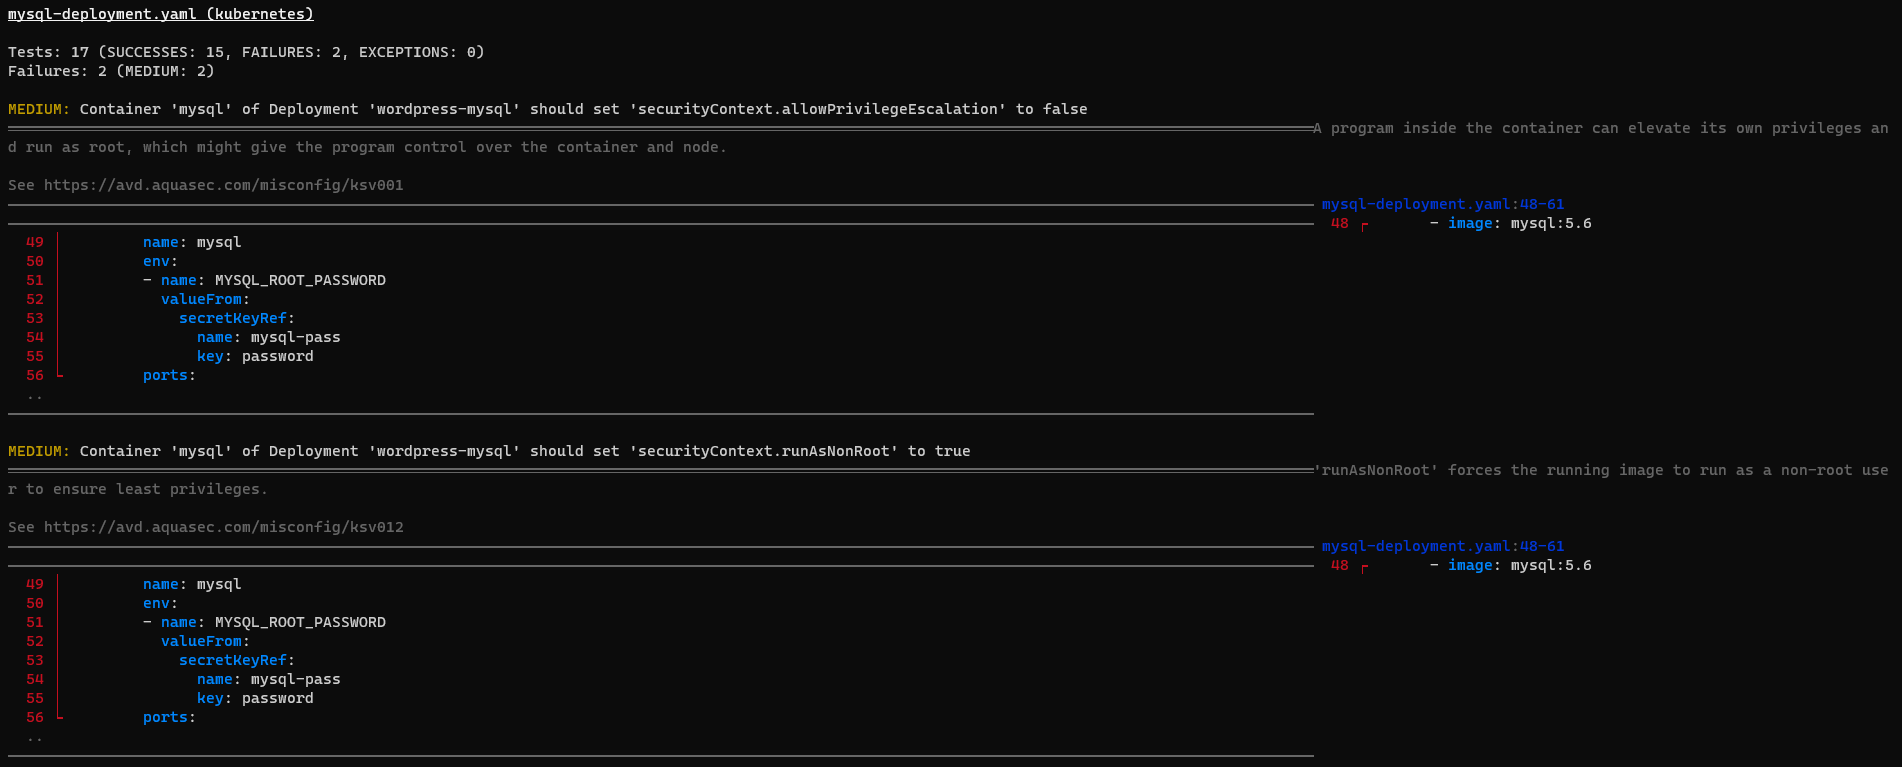 mysql-deployment.yaml (kubernetes)
Tests: 17 (SUCCESSES: 15, FAILURES: 2, EXCEPTIONS: 0)
Failures: 2 (MEDIUM: 2)
MEDIUM: Container 'mysql' of Deployment 'wordpress-mysql' should set 'securityContext.allowPrivilegeEscalation' to false
A program inside the container can elevate its own privileges an
d run as root, which might give the program control over the container and node.
See https://avd.aquasec.com/misconfig/ksv001
mysql-deployment.yaml:48-61
48 ┌ - image: mysql:5.6
49 │ name: mysql
50 │ env:
51 │ - name: MYSQL_ROOT_PASSWORD
52 │ valueFrom:
53 │ secretKeyRef:
54 │ name: mysql-pass
55 │ key: password
56 └ ports:
..
MEDIUM: Container 'mysql' of Deployment 'wordpress-mysql' should set 'securityContext.runAsNonRoot' to true
'runAsNonRoot' forces the running image to run as a non-root use
r to ensure least privileges.
See https://avd.aquasec.com/misconfig/ksv012
mysql-deployment.yaml:48-61
48 ┌ - image: mysql:5.6
49 │ name: mysql
50 │ env:
51 │ - name: MYSQL_ROOT_PASSWORD
52 │ valueFrom:
53 │ secretKeyRef:
54 │ name: mysql-pass
55 │ key: password
56 └ ports:
..